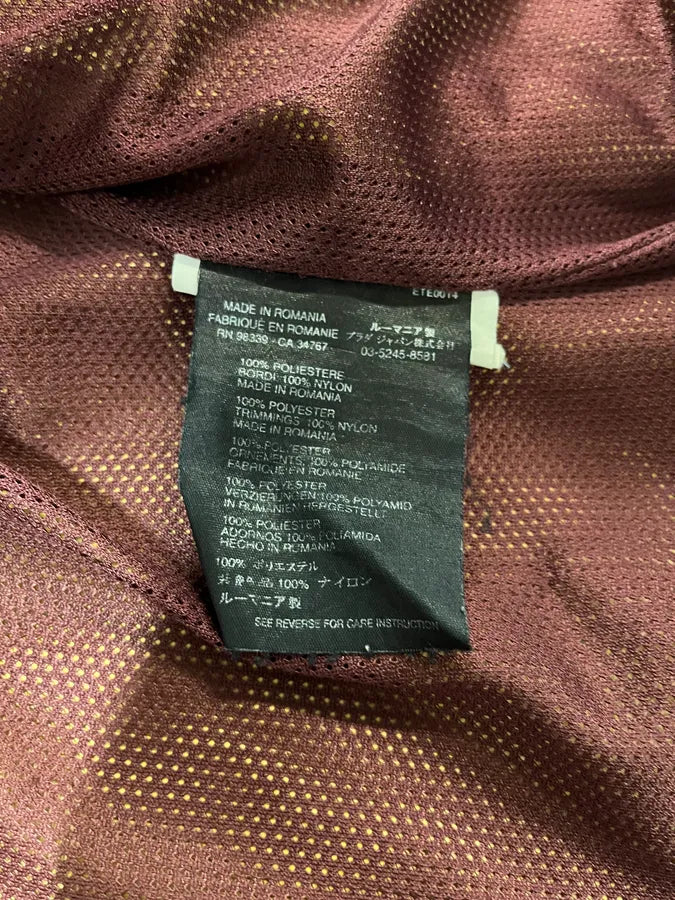 ETE0014
MADE IN ROMANIA
FABRIQUÉ EN ROMANIE
RN 98339 - CA 34767
ルーマニア製
プラダ ジャパン株式会社
03-5245-8581
100% POLIESTERE
BORDI: 100% NYLON
MADE IN ROMANIA
100% POLYESTER
TRIMMINGS 100% NYLON
MADE IN ROMANIA
100% POLYESTER
ORNEMENTS: 100% POLYAMIDE
FABRIQUÉ EN ROMANIE
100% POLYESTER
VERZIERUNGEN:100% POLYAMID
IN RUMÄNIEN HERGESTELLT
100% POLIESTER
ADORNOS 100% POLIAMIDA
HECHO IN RUMANIA
100% ポリエステル
100% ナイロン
ルーマニア製
SEE REVERSE FOR CARE INSTRUCTION